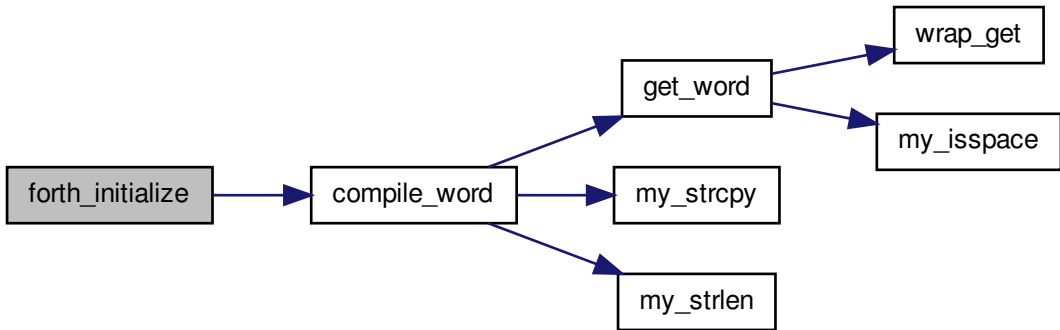 forth_initialize
compile_word
get_word
wrap_get
my_isspace
my_strcpy
my_strlen